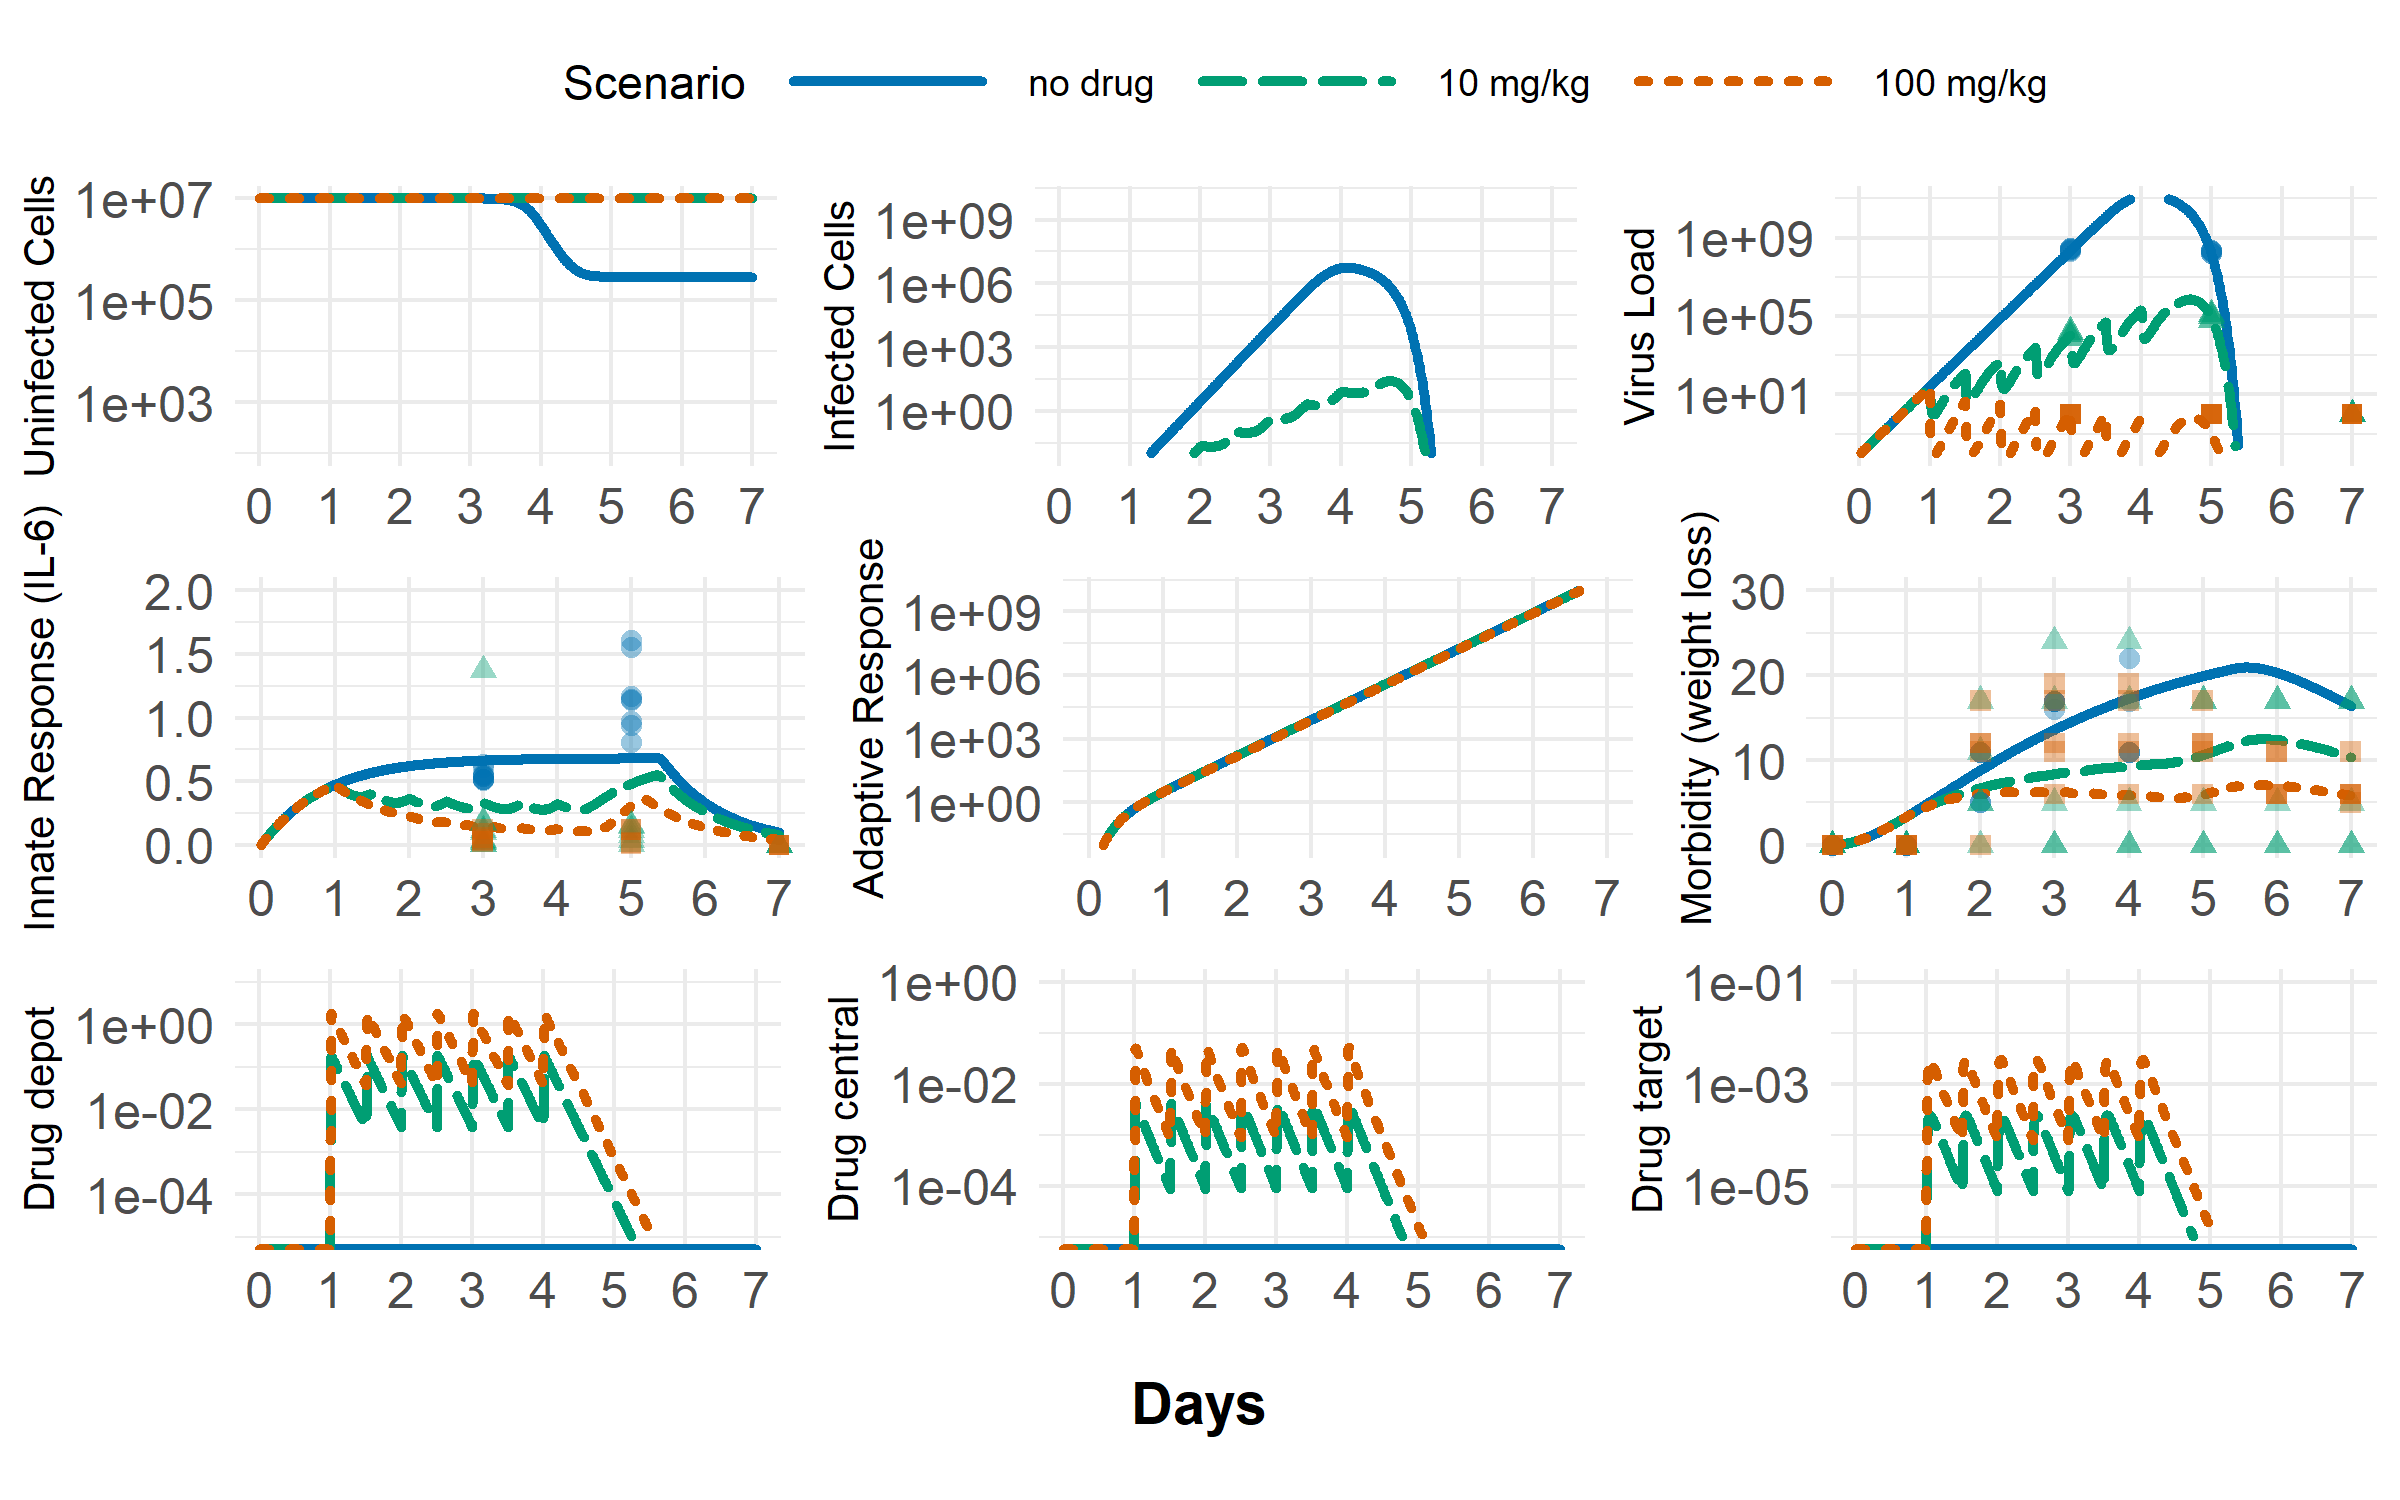 Scenario no drug 10 mg/kg 100 mg/kg
Uninfected Cells
1e+07
1e+05
1e+03
0 1 2 3 4 5 6 7
Infected Cells
1e+09
1e+06
1e+03
1e+00
0 1 2 3 4 5 6 7
Virus Load
1e+09
1e+05
1e+01
0 1 2 3 4 5 6 7
Innate Response (IL-6)
2.0
1.5
1.0
0.5
0.0
0 1 2 3 4 5 6 7
Adaptive Response
1e+09
1e+06
1e+03
1e+00
0 1 2 3 4 5 6 7
Morbidity (weight loss)
30
20
10
0
0 1 2 3 4 5 6 7
Drug depot
1e+00
1e-02
1e-04
0 1 2 3 4 5 6 7
Drug central
1e+00
1e-02
1e-04
0 1 2 3 4 5 6 7
Drug target
1e-01
1e-03
1e-05
0 1 2 3 4 5 6 7
Days